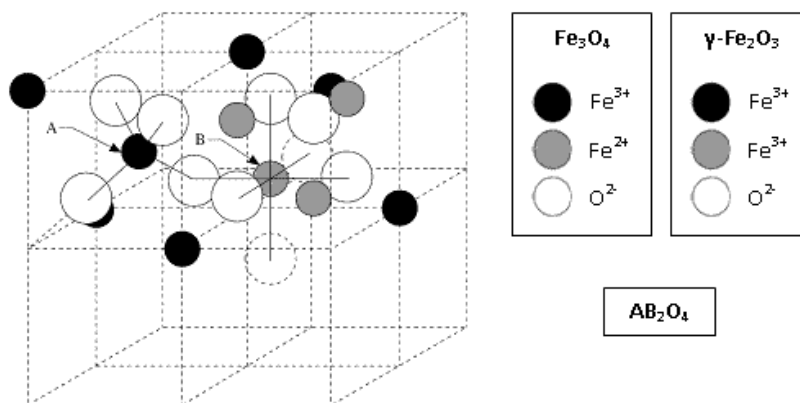 A
B
Fe₃O₄
Fe³⁺
Fe²⁺
O²⁻
γ-Fe₂O₃
Fe³⁺
Fe³⁺
O²⁻
AB₂O₄